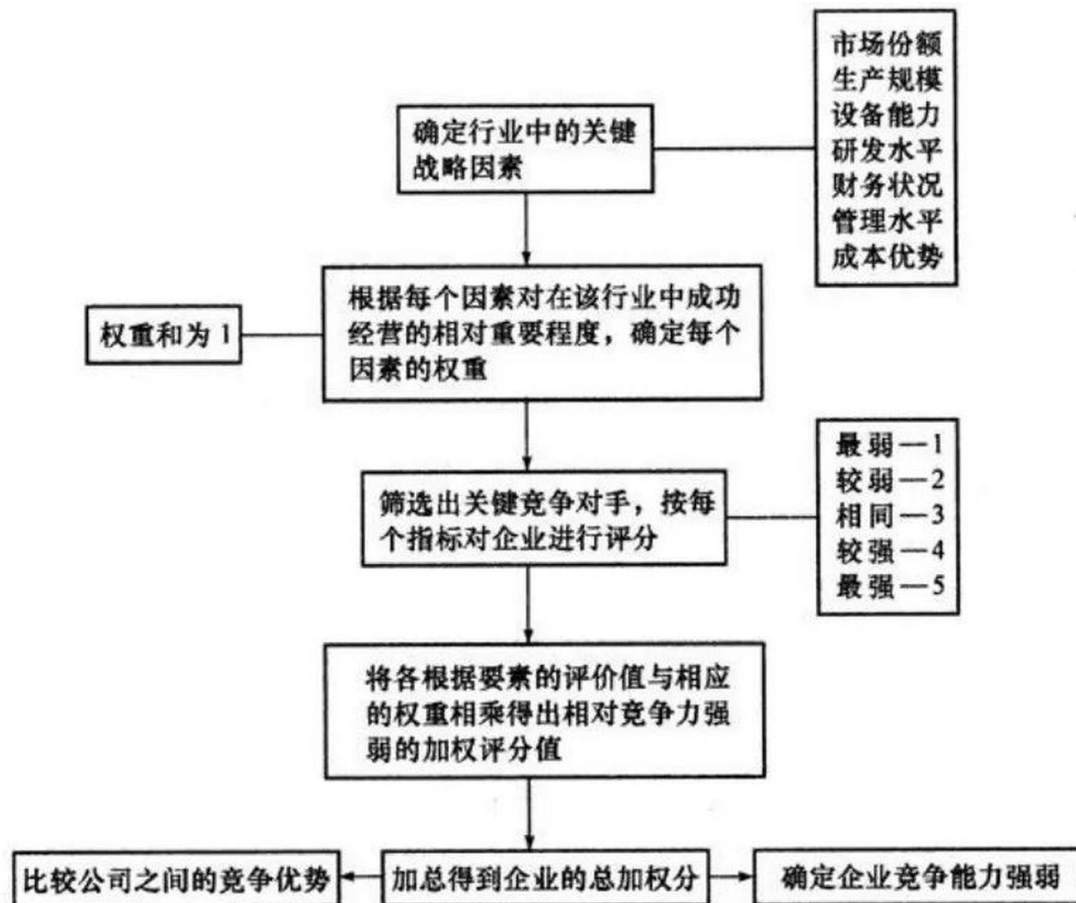 市场份额
生产规模
设备能力
研发水平
财务状况
管理水平
成本优势
确定行业中的关键
战略因素
根据每个因素对在该行业中成功
经营的相对重要程度，确定每个
因素的权重
权重和为1
筛选出关键竞争对手，按每
个指标对企业进行评分
最弱—1
较弱—2
相同—3
较强—4
最强—5
将各根据要素的评价值与相应
的权重相乘得出相对竞争力强
弱的加权评分值
比较公司之间的竞争优势
加总得到企业的总加权分
确定企业竞争能力强弱